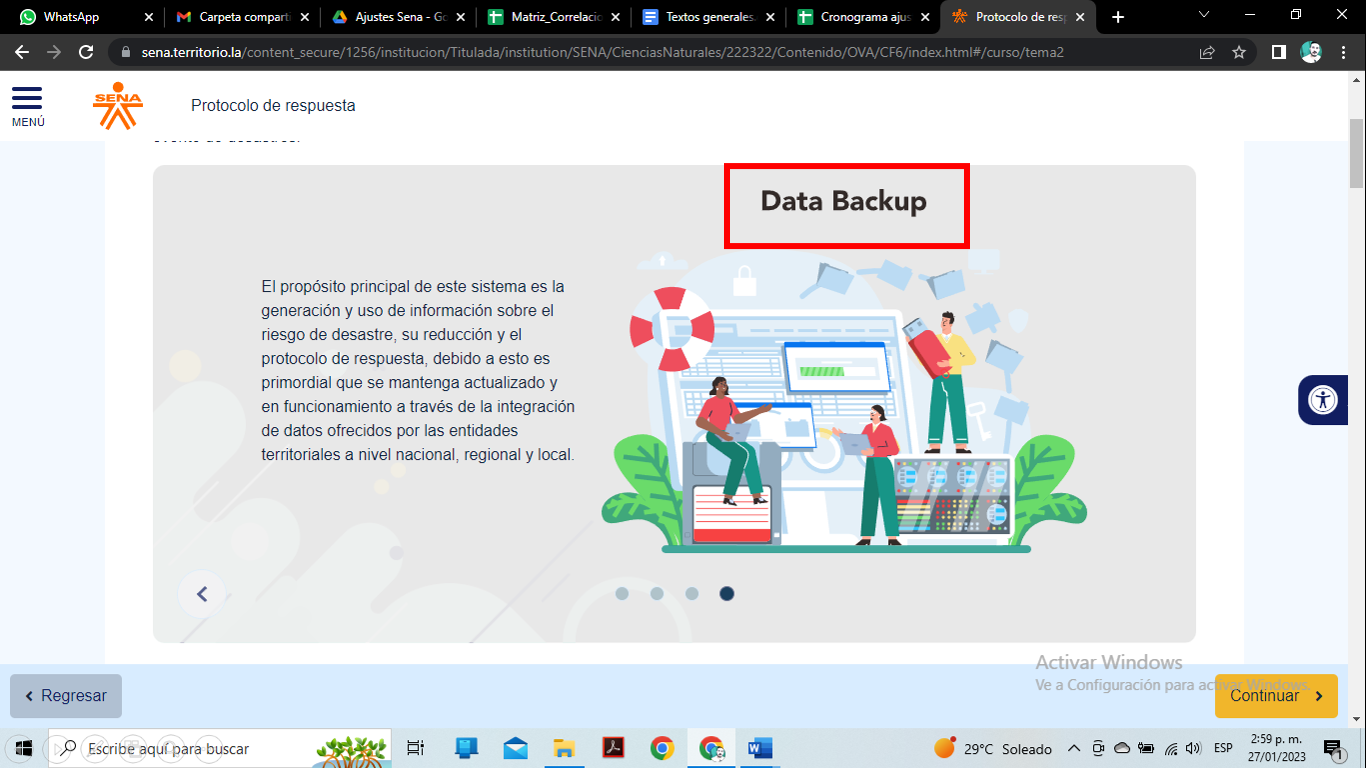 WhatsApp
Carpeta comparti
Ajustes Sena - Go
Matriz_Correlacio
Textos generales.
Cronograma ajus
Protocolo de resp
sena.territorio.la/content_secure/1256/institucion/Titulada/institution/SENA/CienciasNaturales/222322/Contenido/OVA/CF6/index.html#/curso/tema2
MENÚ
SENA
Protocolo de respuesta
Data Backup
El propósito principal de este sistema es la
generación y uso de información sobre el
riesgo de desastre, su reducción y el
protocolo de respuesta, debido a esto es
primordial que se mantenga actualizado y
en funcionamiento a través de la integración
de datos ofrecidos por las entidades
territoriales a nivel nacional, regional y local.
Activar Windows
Ve a Configuración para activar Windows.
Regresar
Continuar
Escribe aquí para buscar
29°C Soleado
ESP
2:59 p. m.
27/01/2023
1